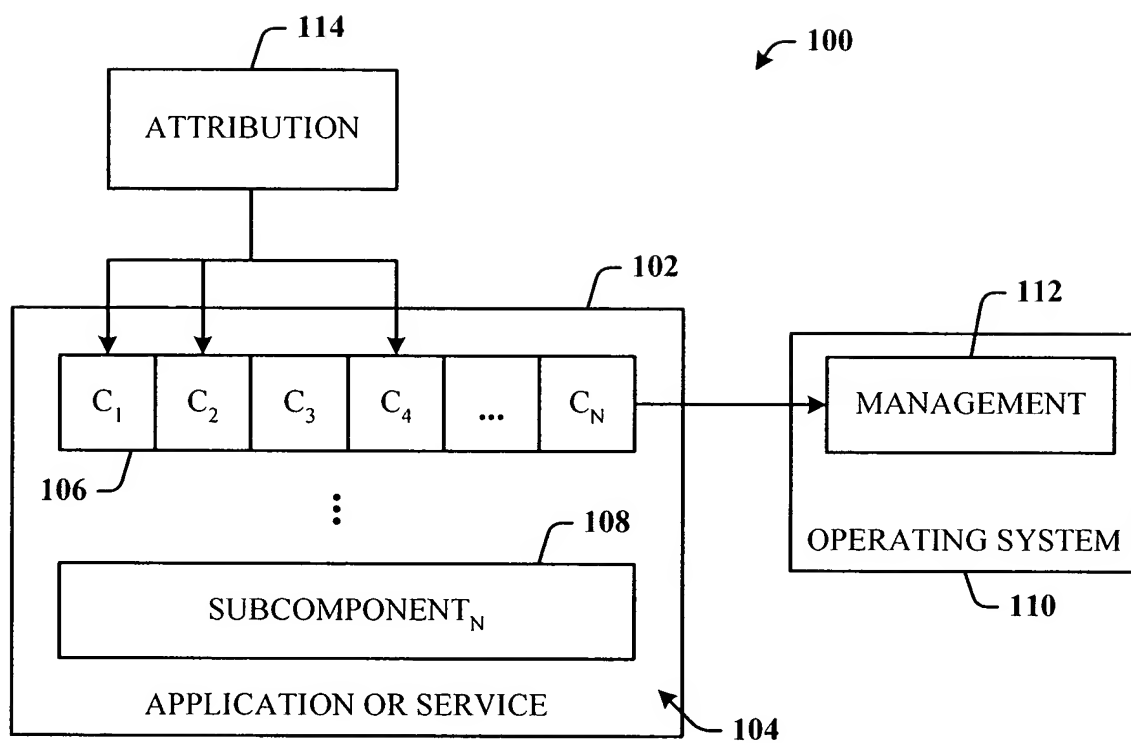 114
100
ATTRIBUTION
102
112
C1 C2 C3 C4 ... CN
MANAGEMENT
106
108
OPERATING SYSTEM
SUBCOMPONENTN
110
APPLICATION OR SERVICE
104